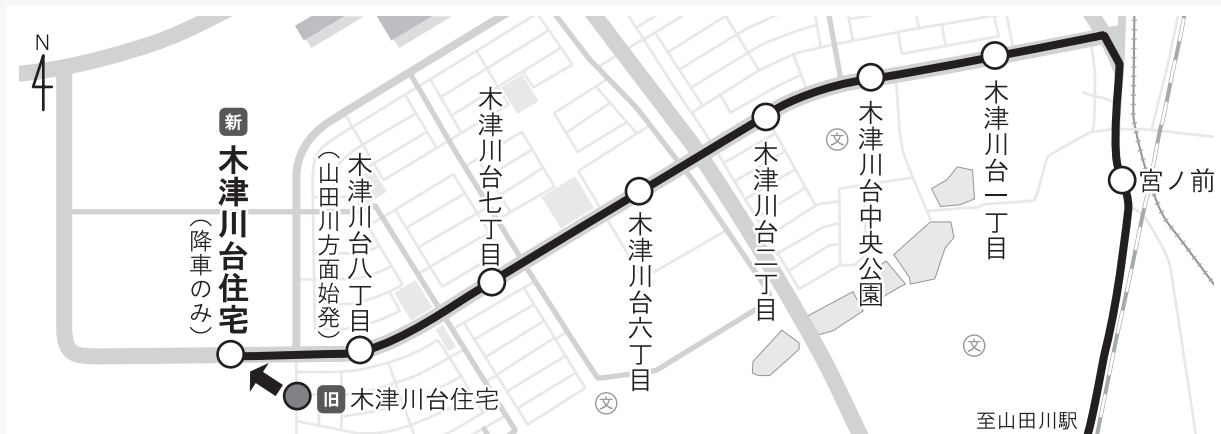 N
新
木津川台住宅
(降車のみ)
木津川台八丁目
(山田川方面始発)
木津川台七丁目
木津川台六丁目
木津川台二丁目
文
木津川台中央公園
木津川台一丁目
宮ノ前
旧
木津川台住宅
文
文
至山田川駅